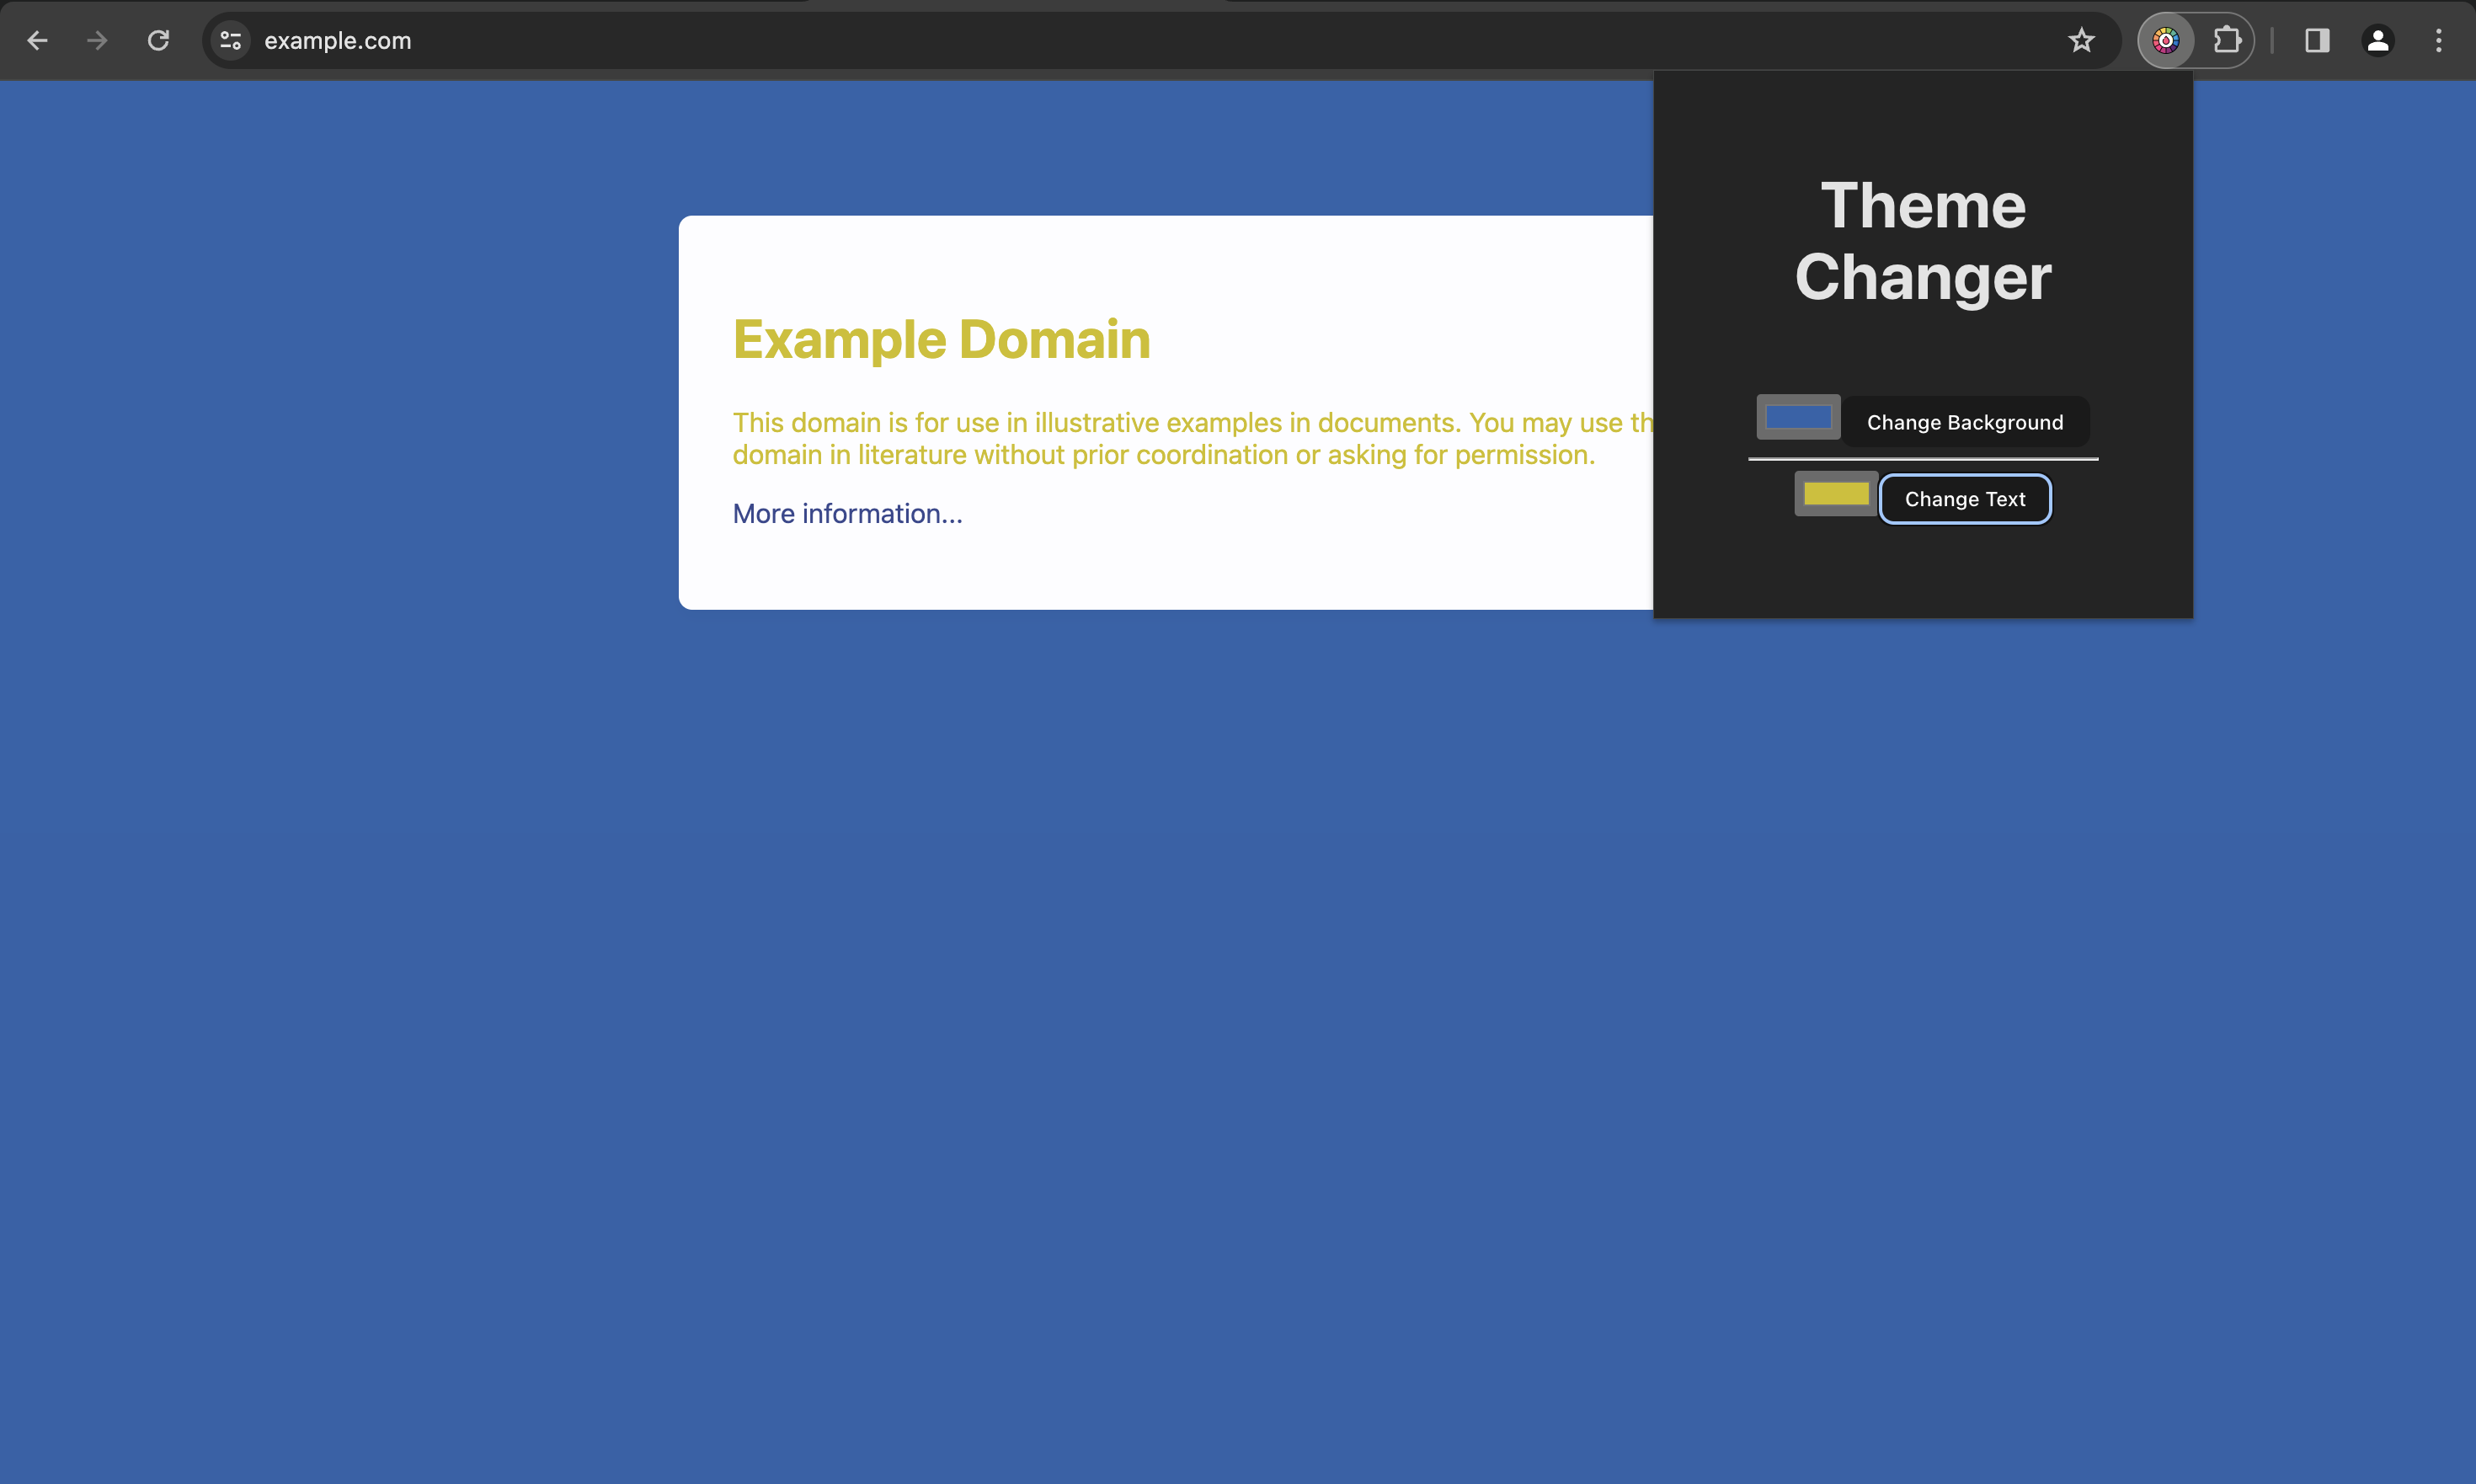 example.com
Theme
Changer
Example Domain
This domain is for use in illustrative examples in documents. You may use
domain in literature without prior coordination or asking for permission.
More information...
Change Background
Change Text